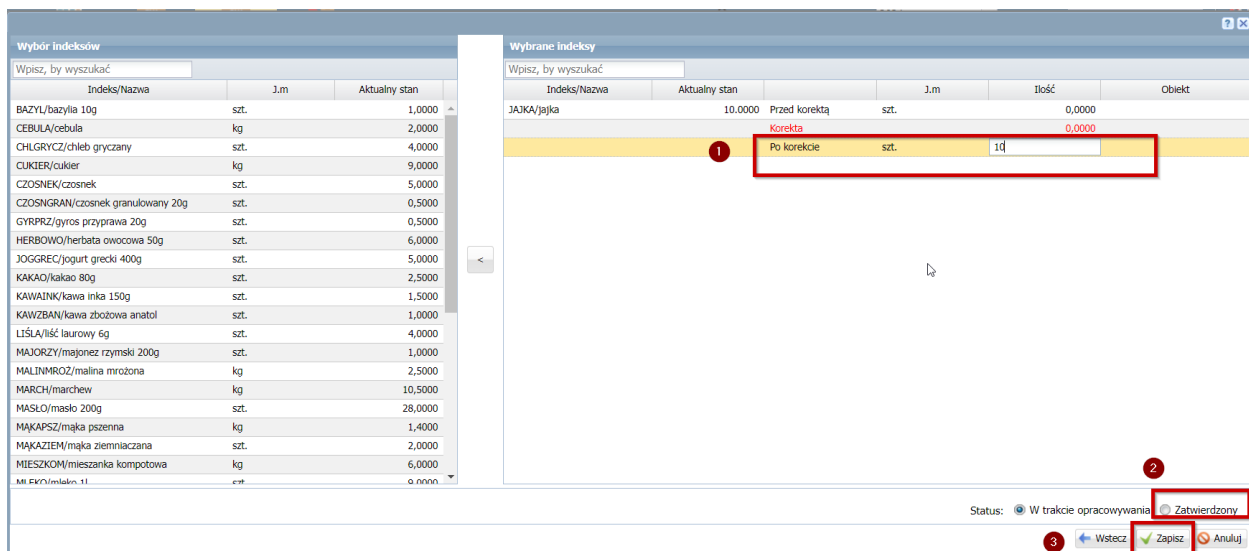 Wybór indeksów
Wpisz, by wyszukać
Indeks/Nazwa J.m Aktualny stan
BAZYL/bazylia 10g szt. 1,0000
CEBULA/cebula kg 2,0000
CHLGRYCZ/chleb gryczany szt. 4,0000
CUKIER/cukier kg 9,0000
CZOSNEK/czosnek szt. 5,0000
CZOSNGRAN/czosnek granulowany 20g szt. 0,5000
GYRPRZ/gyros przyprawa 20g szt. 0,5000
HERBOWO/herbata owocowa 50g szt. 6,0000
JOGGREC/jogurt grecki 400g szt. 5,0000
KAKAO/kakao 80g szt. 2,5000
KAWAINK/kawa inka 150g szt. 1,5000
KAWZBAN/kawa zbożowa anatol szt. 1,0000
LIŚLA/liść laurowy 6g szt. 4,0000
MAJORZY/majonez rzymski 200g szt. 1,0000
MALINMROŻ/malina mrożona kg 2,5000
MARCH/marchew kg 10,5000
MASŁO/masło 200g szt. 28,0000
MĄKAPSZ/mąka pszenna kg 1,4000
MĄKAZIEM/mąka ziemniaczana szt. 2,0000
MIESZKOM/mieszanka kompotowa kg 6,0000
MLEKO/mleko 1l szt. 9,0000
<
Wybrane indeksy
Wpisz, by wyszukać
Indeks/Nazwa Aktualny stan J.m Ilość Obiekt
JAJKA/jajka 10.0000 Przed korektą szt. 0,0000
Korekta 0,0000
1 Po korekcie szt. 10
2
Status: W trakcie opracowywania Zatwierdzony
3 Wstecz Zapisz Anuluj